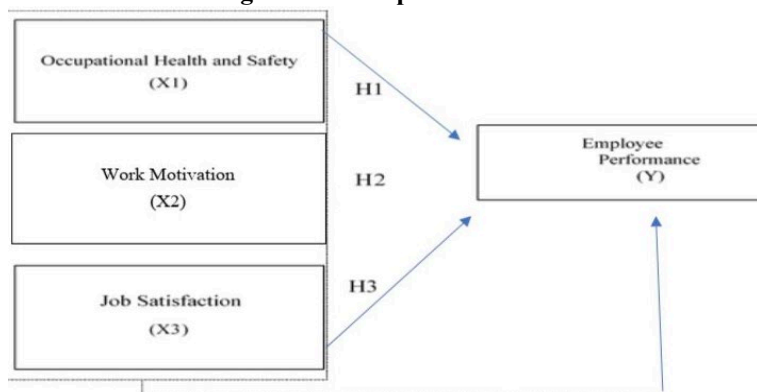 Occupational Health and Safety
(X1)
H1
Work Motivation
(X2)
H2
Employee
Performance
(Y)
Job Satisfaction
(X3)
H3